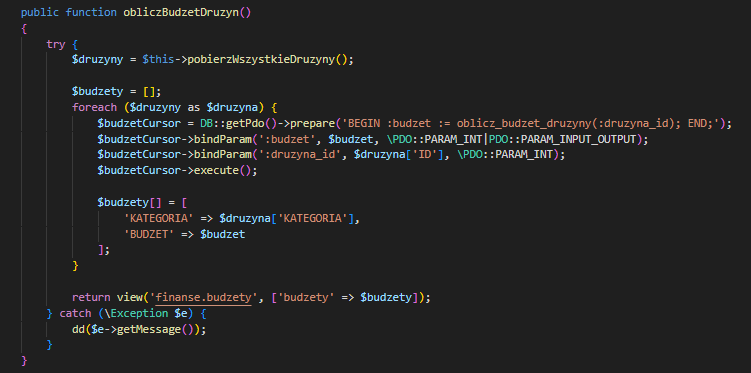 public function obliczBudzetDruzyn()
{
    try {
        $druzyny = $this->pobierzWszystkieDruzyny();

        $budzety = [];
        foreach ($druzyny as $druzyna) {
            $budzetCursor = DB::getPdo()->prepare('BEGIN :budzet := oblicz_budzet_druzyny(:druzyna_id); END;');
            $budzetCursor->bindParam(':budzet', $budzet, \PDO::PARAM_INT|PDO::PARAM_INPUT_OUTPUT);
            $budzetCursor->bindParam(':druzyna_id', $druzyna['ID'], \PDO::PARAM_INT);
            $budzetCursor->execute();

            $budzety[] = [
                'KATEGORIA' => $druzyna['KATEGORIA'],
                'BUDZET' => $budzet
            ];
        }

        return view('finanse.budzety', ['budzety' => $budzety]);
    } catch (\Exception $e) {
        dd($e->getMessage());
    }
}